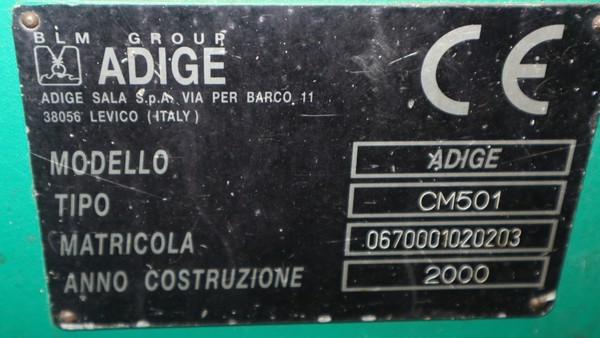 BLM GROUP
ADIGE
CE
ADIGE SALA S.p.A. VIA PER BARCO 11
38056 LEVICO (ITALY)
MODELLO ADIGE
TIPO CM501
MATRICOLA 0670001020203
ANNO COSTRUZIONE 2000